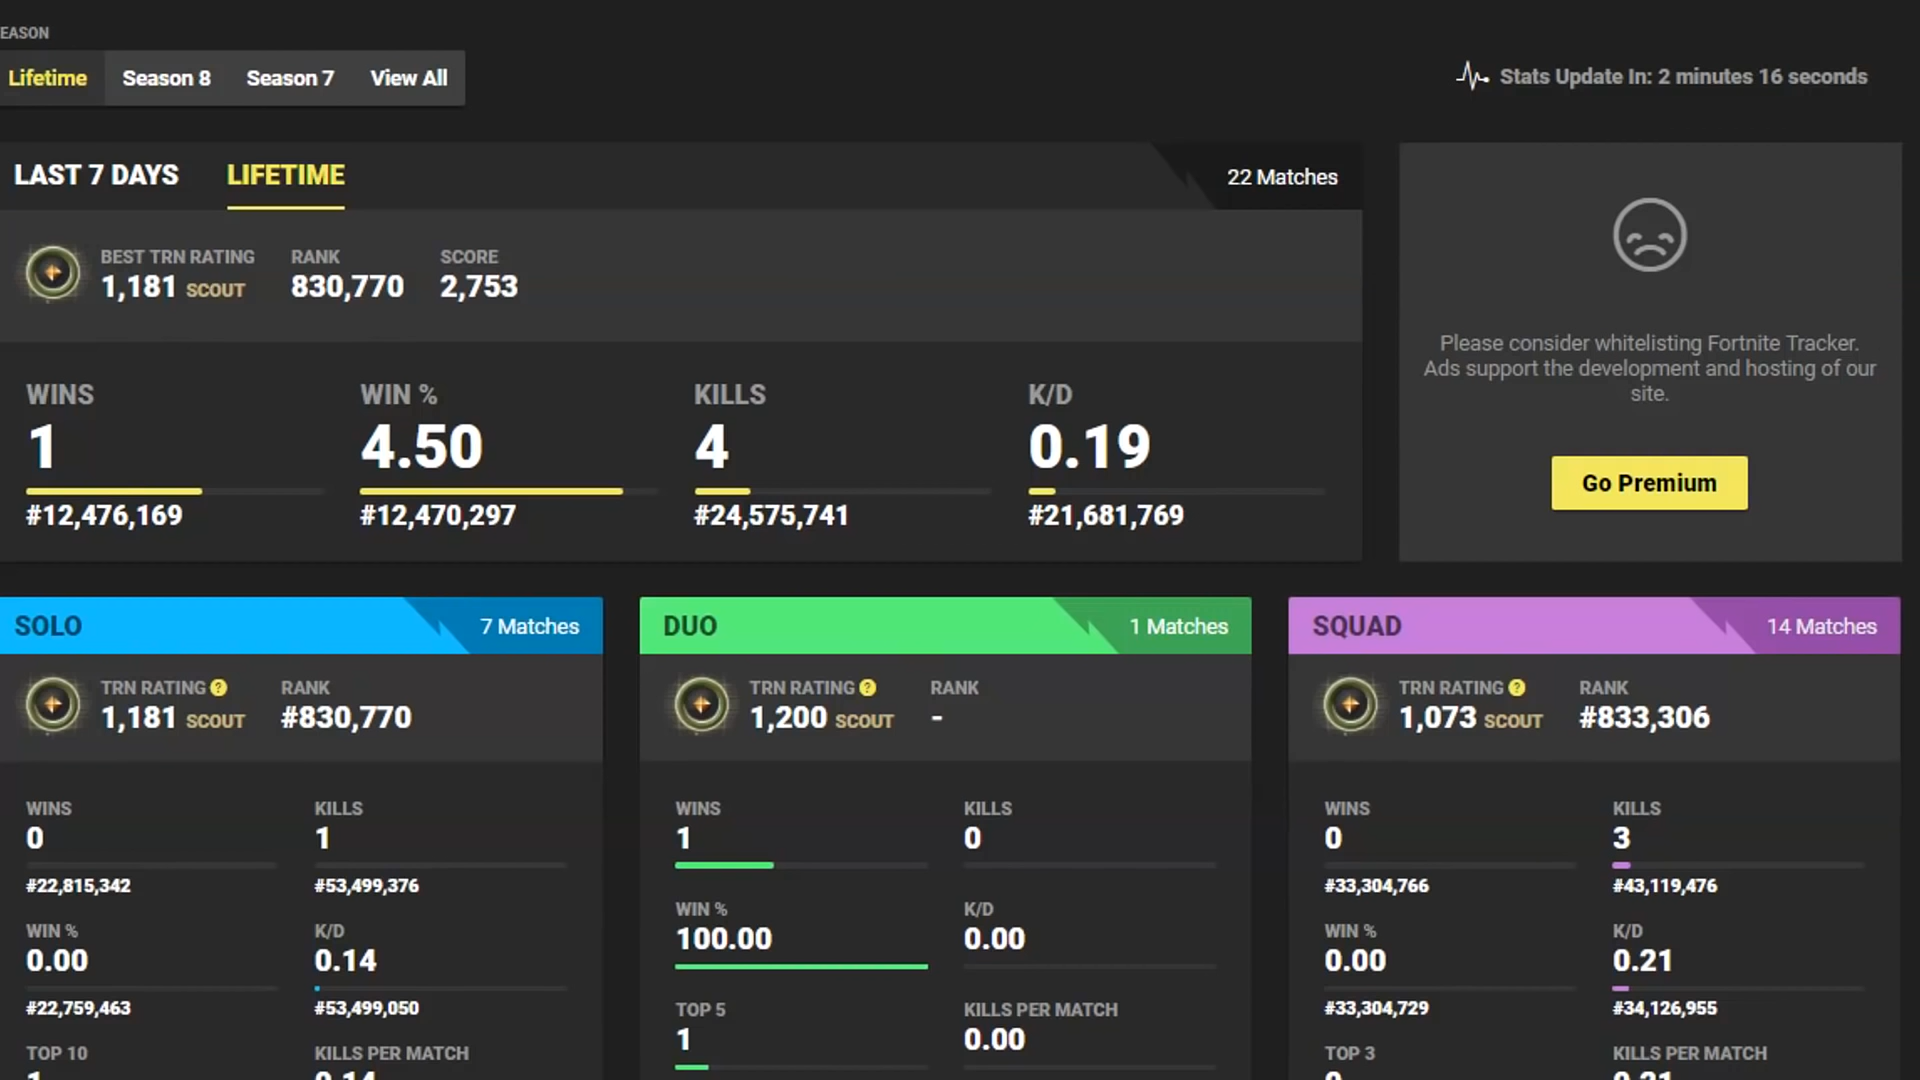 EASON
Lifetime Season 8 Season 7 View All
Stats Update In: 2 minutes 16 seconds
LAST 7 DAYS LIFETIME 22 Matches
BEST TRN RATING RANK SCORE
1,181 SCOUT 830,770 2,753
WINS WIN % KILLS K/D
1 4.50 4 0.19
#12,476,169 #12,470,297 #24,575,741 #21,681,769
Please consider whitelisting Fortnite Tracker.
Ads support the development and hosting of our
site.
Go Premium
SOLO 7 Matches
TRN RATING ? RANK
1,181 SCOUT #830,770
WINS KILLS
0 1
#22,815,342 #53,499,376
WIN % K/D
0.00 0.14
#22,759,463 #53,499,050
TOP 10 KILLS PER MATCH
1 0.14
DUO 1 Matches
TRN RATING ? RANK
1,200 SCOUT -
WINS KILLS
1 0
WIN % K/D
100.00 0.00
TOP 5 KILLS PER MATCH
1 0.00
SQUAD 14 Matches
TRN RATING ? RANK
1,073 SCOUT #833,306
WINS KILLS
0 3
#33,304,766 #43,119,476
WIN % K/D
0.00 0.21
#33,304,729 #34,126,955
TOP 3 KILLS PER MATCH
0 0.21